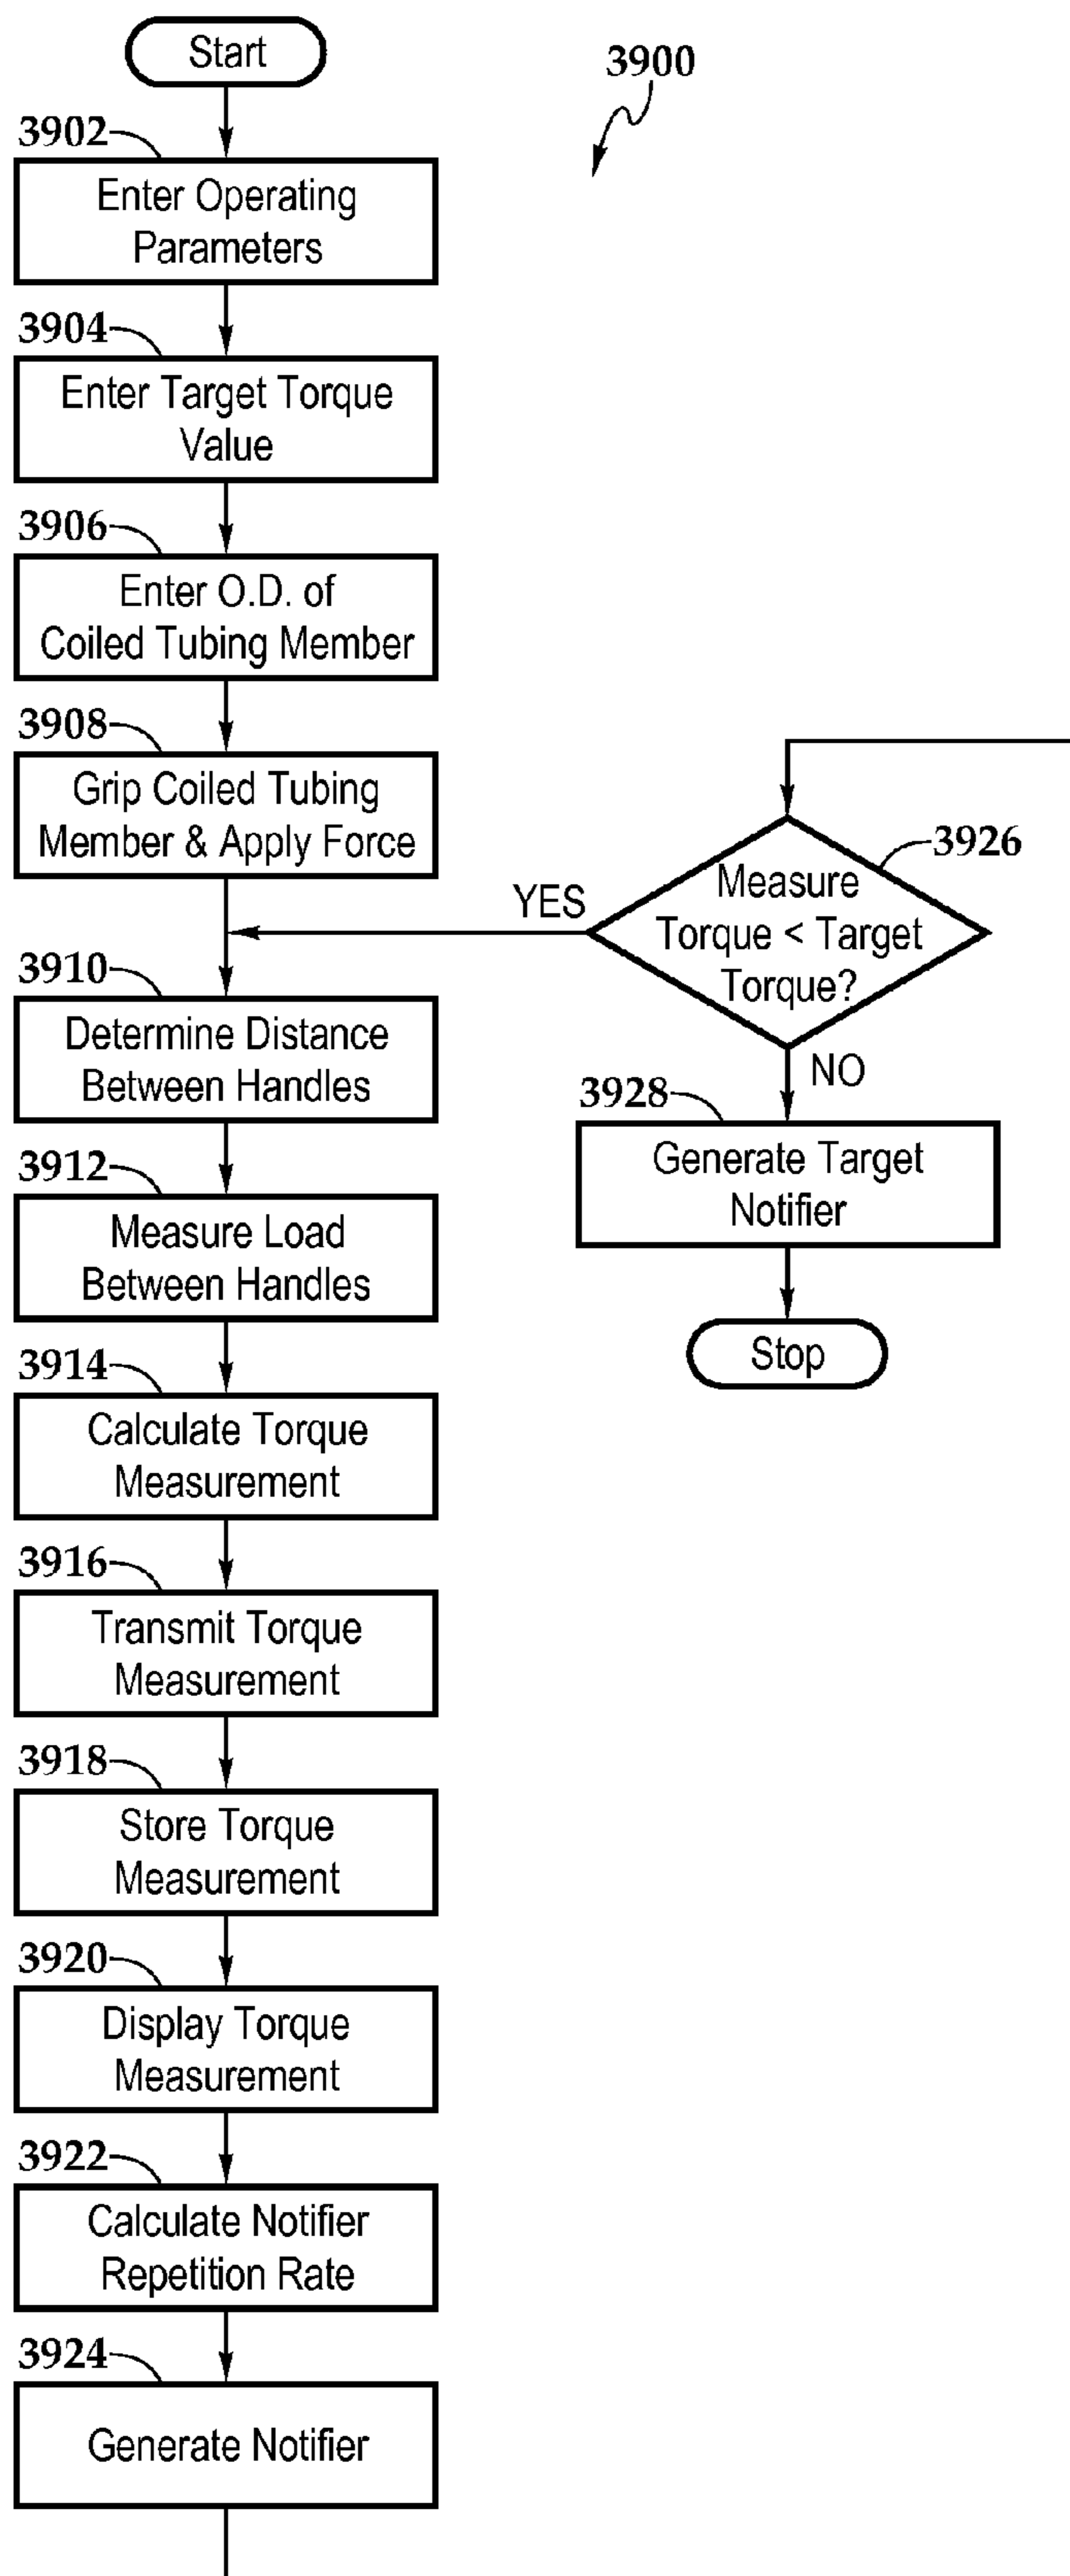 Start
3900
3902
Enter Operating
Parameters
3904
Enter Target Torque
Value
3906
Enter O.D. of
Coiled Tubing Member
3908
Grip Coiled Tubing
Member & Apply Force
3910
Determine Distance
Between Handles
3912
Measure Load
Between Handles
3914
Calculate Torque
Measurement
3916
Transmit Torque
Measurement
3918
Store Torque
Measurement
3920
Display Torque
Measurement
3922
Calculate Notifier
Repetition Rate
3924
Generate Notifier
3926
Measure
Torque < Target
Torque?
YES
NO
3928
Generate Target
Notifier
Stop